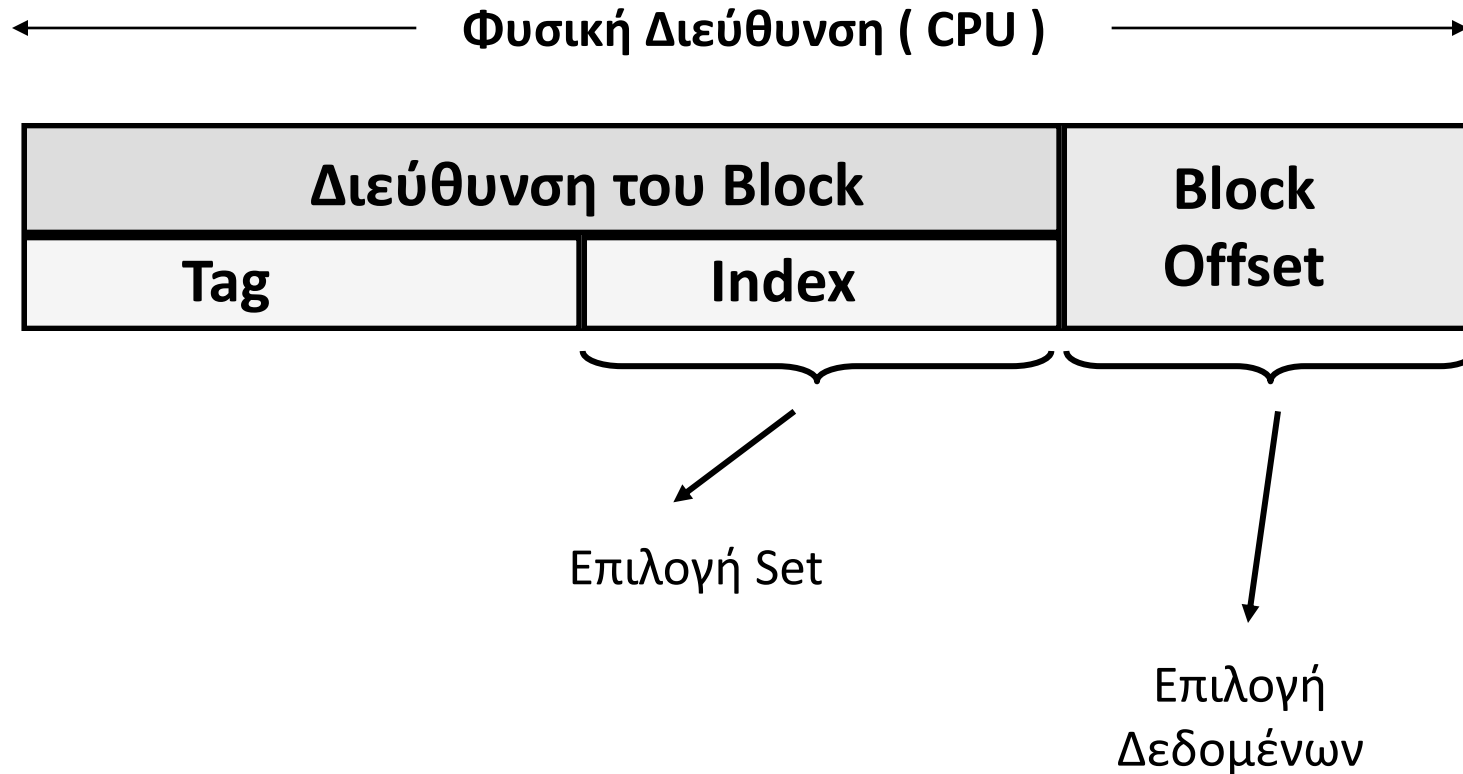 Φυσική Διεύθυνση ( CPU )
Διεύθυνση του Block
Block
Offset
Tag
Index
Επιλογή Set
Επιλογή
Δεδομένων